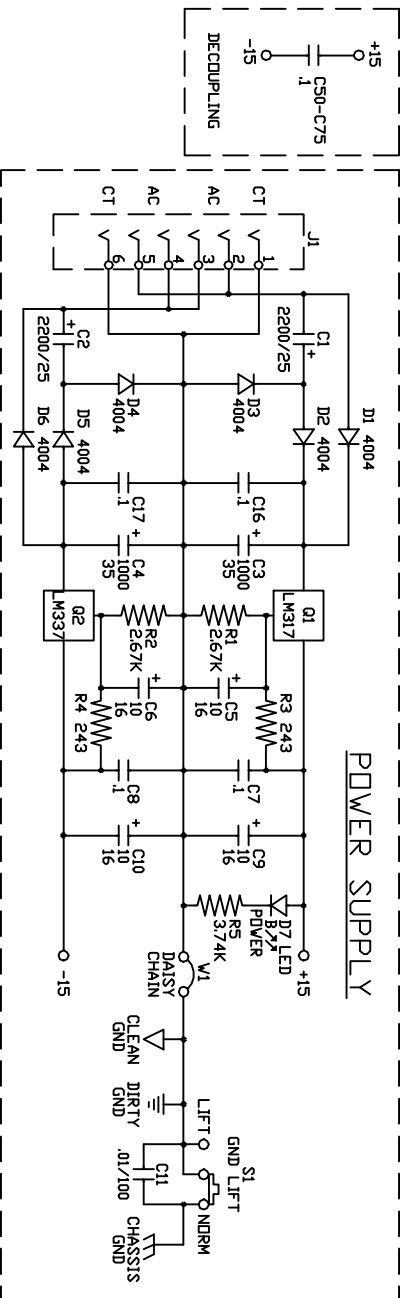 +15
C50-C75
.1
-15
DECOUPLING
POWER SUPPLY
J1
CT
AC
AC
CT
1
2
3
4
5
6
C1
2200/25
+
C2
2200/25
+
D1 4004
D2 4004
D3
4004
D4
4004
D5 4004
D6 4004
C16
.1
C17
.1
C3
1000
35
+
C4
1000
35
+
Q1
LM317
Q2
LM337
R1
2.67K
R2
2.67K
C5
10
16
+
C6
10
16
+
R3 243
R4 243
C7
.1
C8
.1
C9
10
16
+
C10
10
16
+
D7 LED
B
POWER
R5
3.74K
+15
-15
W1
DAISY
CHAIN
CLEAN
GND
DIRTY
GND
LIFT
S1
GND LIFT
NORM
C11
.01/100
CHASSIS
GND